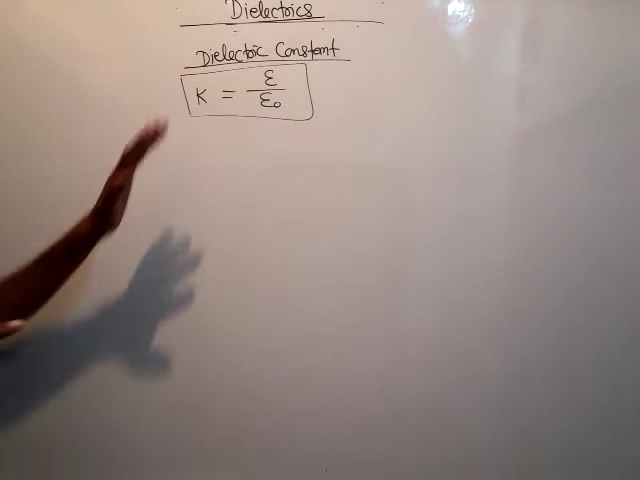 Dielectrics
Dielectric Constant
K = ε / ε₀